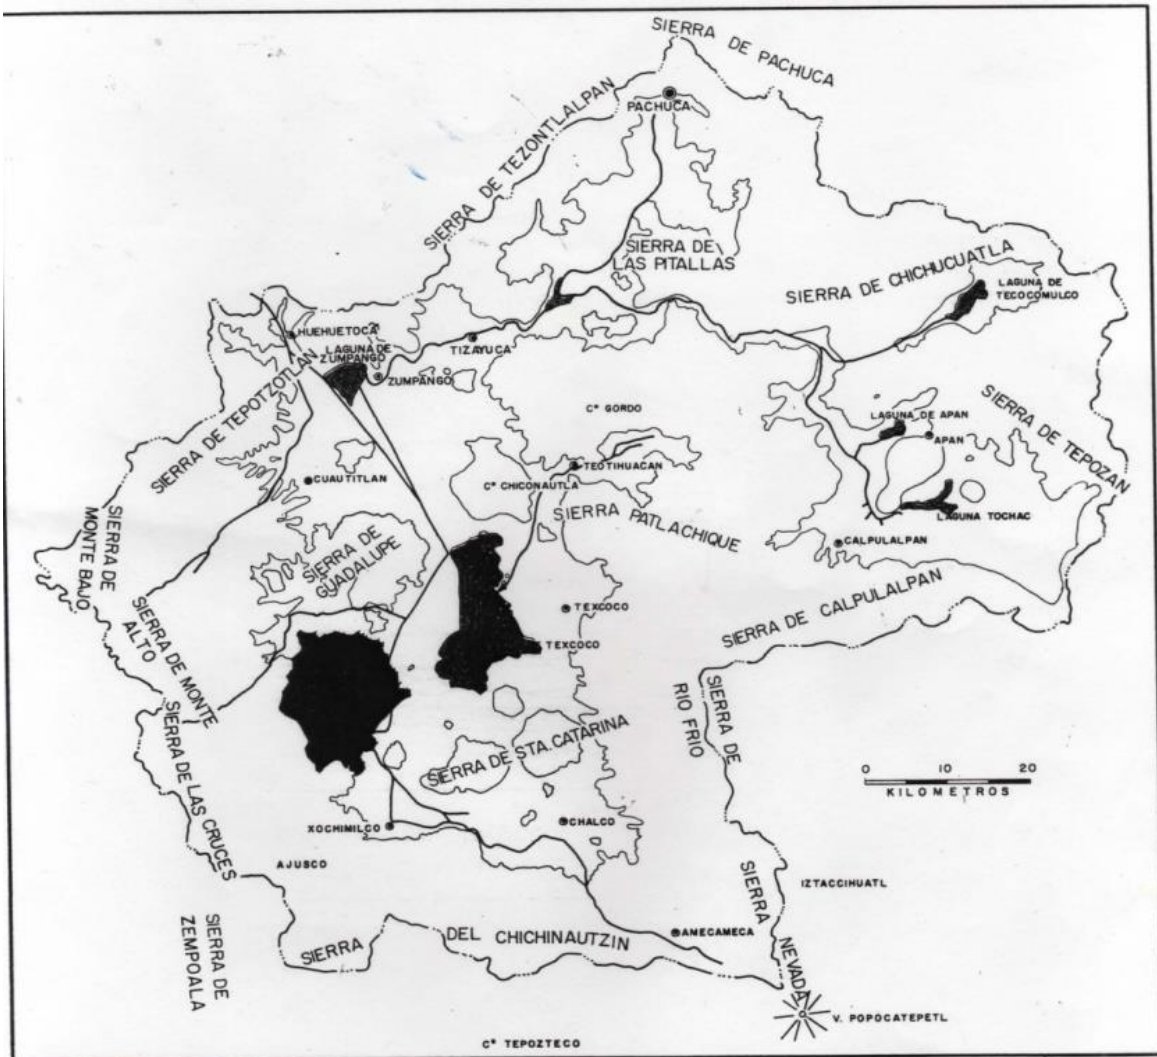 SIERRA DE PACHUCA
PACHUCA
SIERRA DE TEZONTLALPAN
SIERRA DE
LAS PITALLAS
SIERRA DE CHICHUCUATLA
LAGUNA DE
TECOCOMULCO
HUEHUETOCA
LAGUNA DE
ZUMPANGO
TIZAYUCA
ZUMPANGO
SIERRA DE TEPOTZOTLAN
Cº GORDO
LAGUNA DE APAN
APAN
SIERRA DE TEPOZAN
TEOTIHUACAN
CUAUTITLAN
Cº CHICONAUTLA
SIERRA PATLACHIQUE
LAGUNA TOCHAC
CALPULALPAN
SIERRA DE
MONTE BAJO
SIERRA DE
GUADALUPE
SIERRA DE CALPULALPAN
TEXCOCO
TEXCOCO
SIERRA DE MONTE
ALTO
SIERRA DE
RIO FRIO
SIERRA DE LAS CRUCES
SIERRA DE STA. CATARINA
0 10 20
KILOMETROS
XOCHIMILCO
CHALCO
AJUSCO
IZTACCIHUATL
SIERRA NEVADA
SIERRA DE
ZEMPOALA
SIERRA DEL CHICHINAUTZIN
AMECAMECA
V. POPOCATEPETL
Cº TEPOZTECO